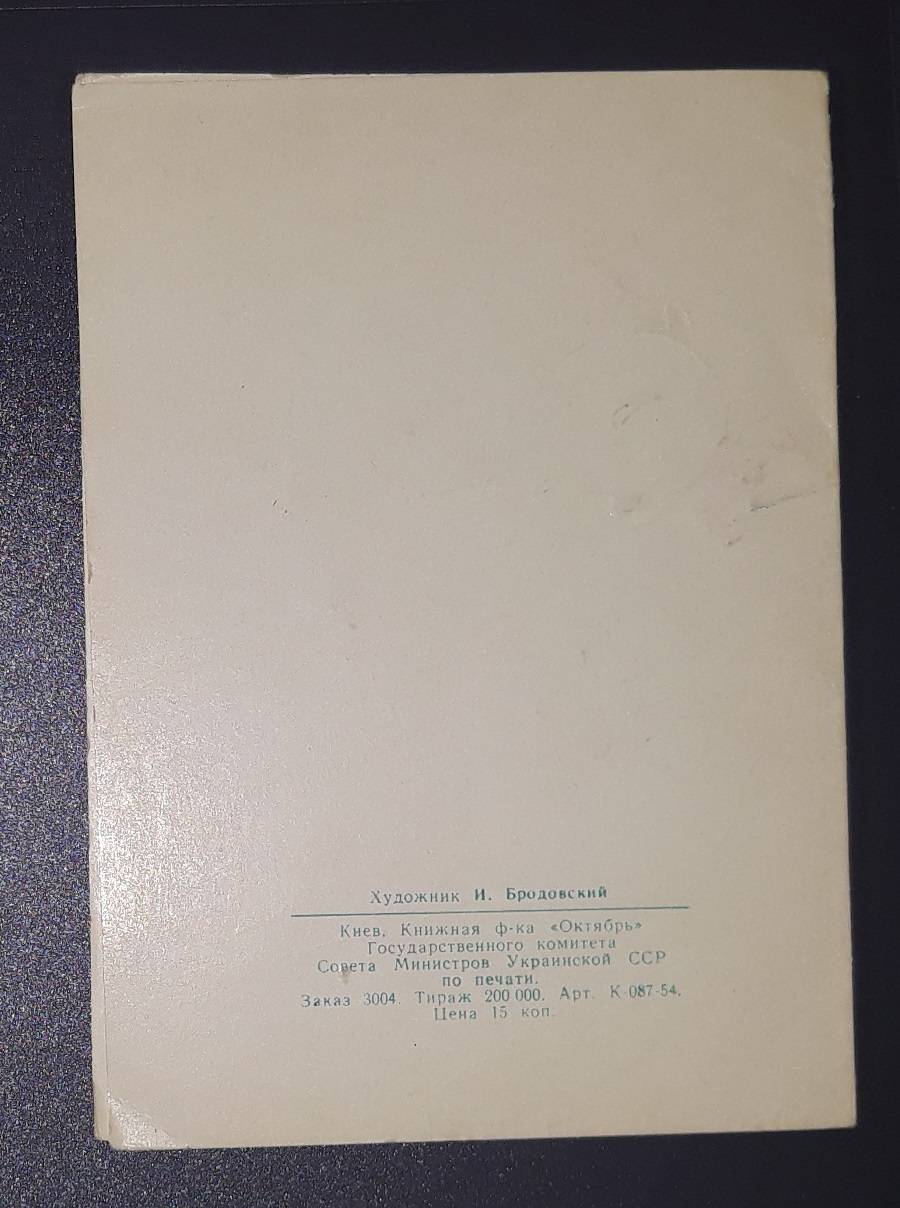 Художник И. Бродовский
Киев. Книжная ф-ка «Октябрь»
Государственного комитета
Совета Министров Украинской ССР
по печати.
Заказ 3004. Тираж 200 000. Арт. К-087-54.
Цена 15 коп.